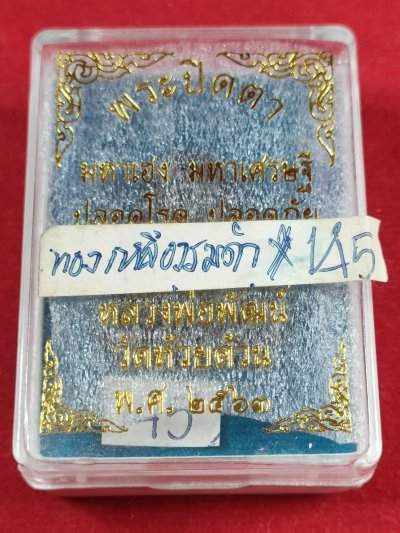 พระปิดตา
มหาเฮง มหาเศรษฐี
ปลอดโรค ปลอดภัย
ทองเหลืองชนัก 145
หลวงพ่อพัฒน์
วัดห้วยด้วน
พ.ศ. ๒๕๖๓